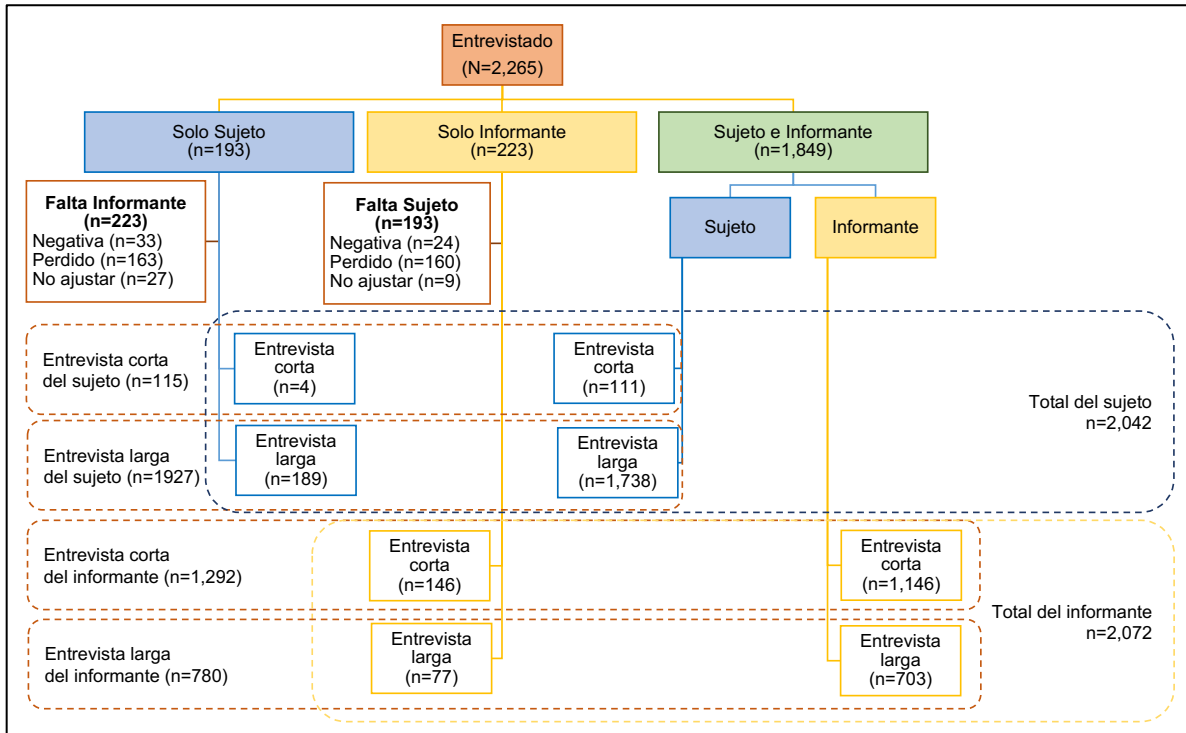 Entrevistado
(N=2,265)
Solo Sujeto
(n=193)
Solo Informante
(n=223)
Sujeto e Informante
(n=1,849)
Falta Informante
(n=223)
Negativa (n=33)
Perdido (n=163)
No ajustar (n=27)
Falta Sujeto
(n=193)
Negativa (n=24)
Perdido (n=160)
No ajustar (n=9)
Sujeto
Informante
Entrevista corta
del sujeto (n=115)
Entrevista
corta
(n=4)
Entrevista
corta
(n=111)
Total del sujeto
n=2,042
Entrevista larga
del sujeto (n=1927)
Entrevista
larga
(n=189)
Entrevista
larga
(n=1,738)
Entrevista corta
del informante (n=1,292)
Entrevista
corta
(n=146)
Entrevista
corta
(n=1,146)
Total del informante
n=2,072
Entrevista larga
del informante (n=780)
Entrevista
larga
(n=77)
Entrevista
larga
(n=703)